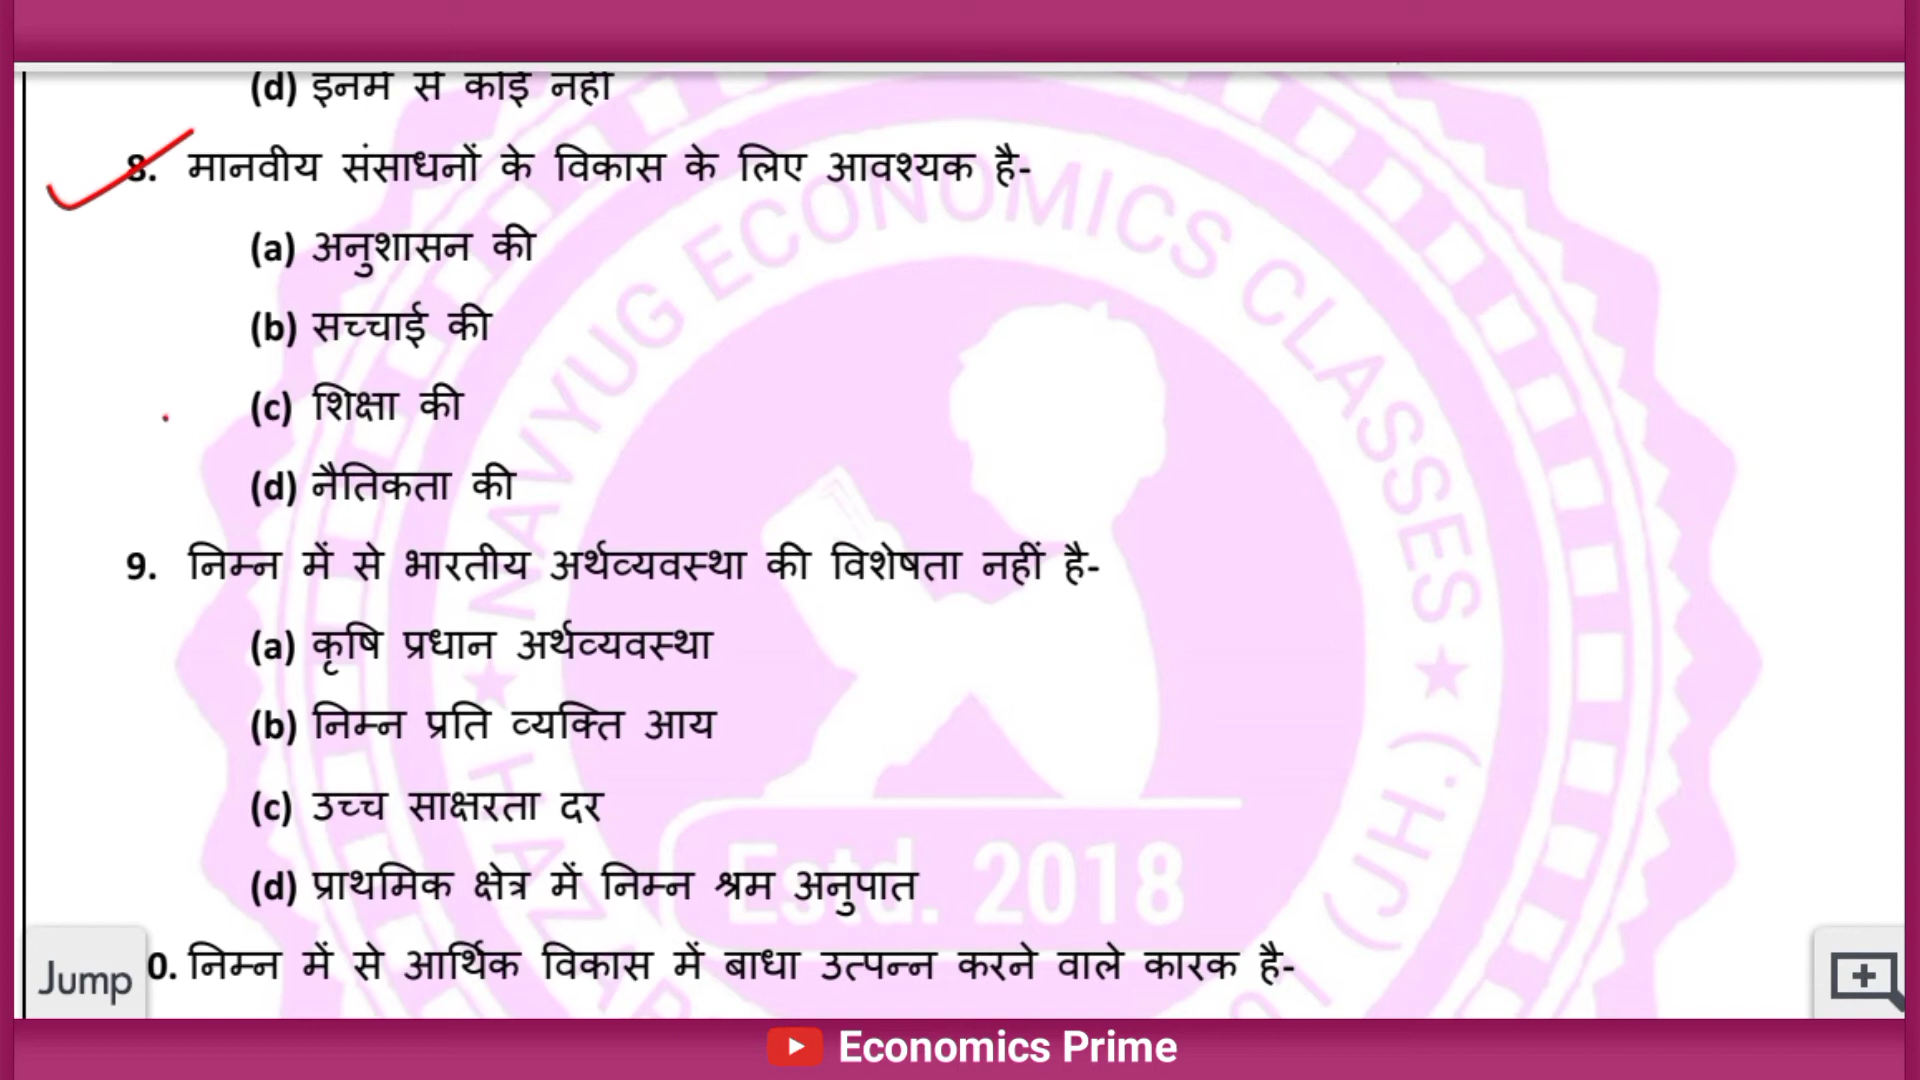 (d) इनमें से कोई नहीं
8. मानवीय संसाधनों के विकास के लिए आवश्यक है-
(a) अनुशासन की
(b) सच्चाई की
(c) शिक्षा की
(d) नैतिकता की
9. निम्न में से भारतीय अर्थव्यवस्था की विशेषता नहीं है-
(a) कृषि प्रधान अर्थव्यवस्था
(b) निम्न प्रति व्यक्ति आय
(c) उच्च साक्षरता दर
(d) प्राथमिक क्षेत्र में निम्न श्रम अनुपात
0. निम्न में से आर्थिक विकास में बाधा उत्पन्न करने वाले कारक है-
Jump
NAVYUG ECONOMICS CLASSES
(HJ.)
Estd. 2018
Economics Prime